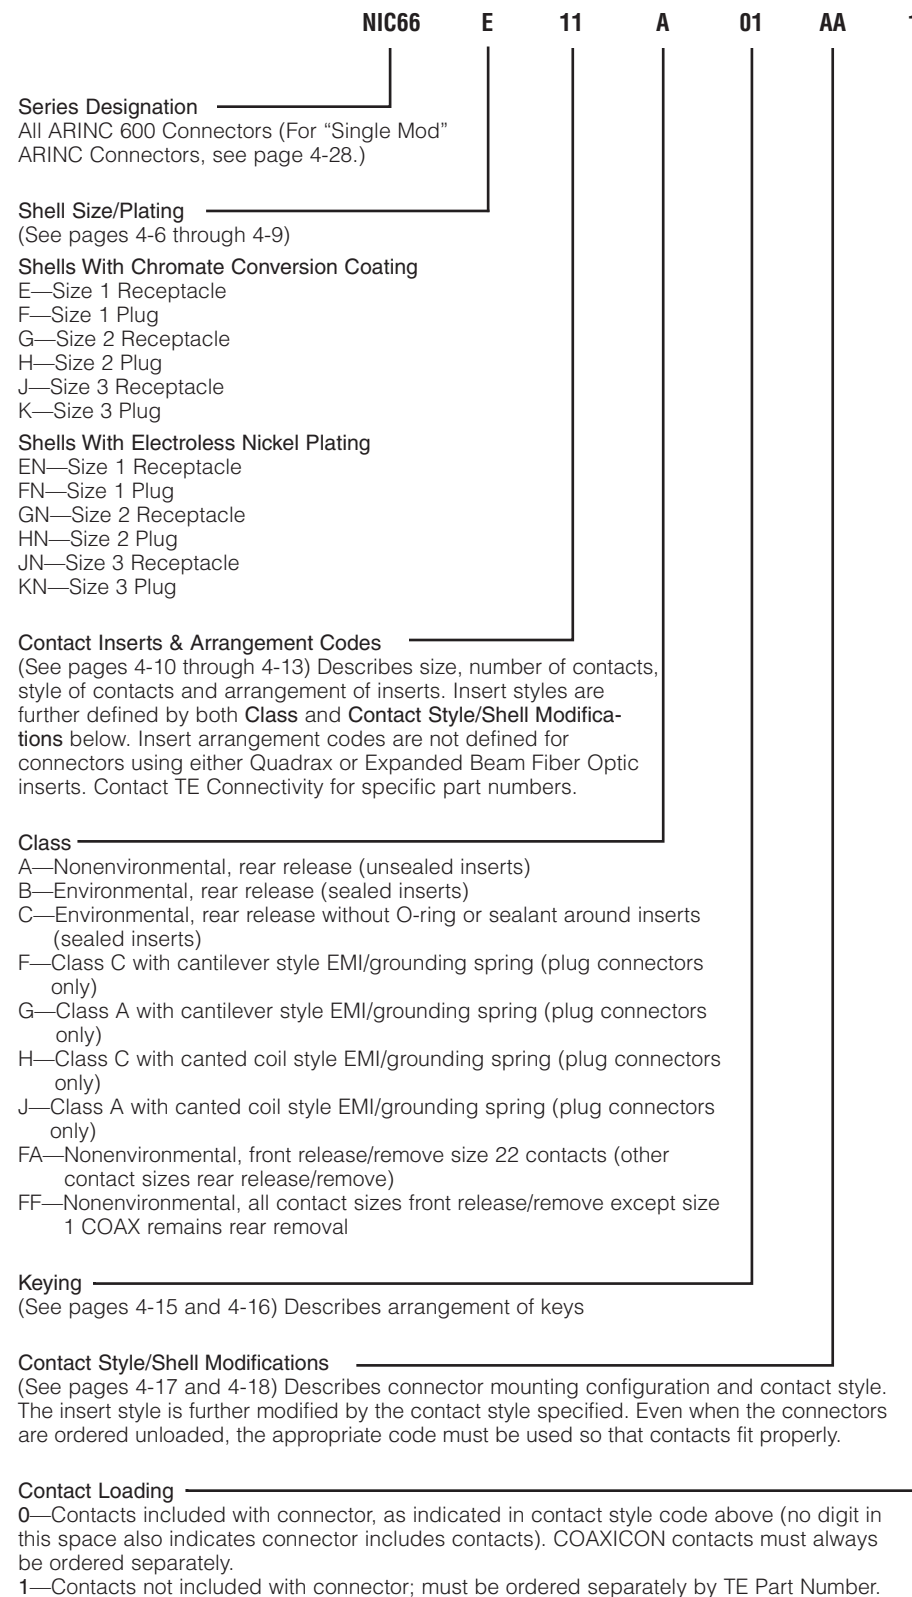 NIC66 E 11 A 01 AA
Series Designation
All ARINC 600 Connectors (For “Single Mod”
ARINC Connectors, see page 4-28.)
Shell Size/Plating
(See pages 4-6 through 4-9)
Shells With Chromate Conversion Coating
E—Size 1 Receptacle
F—Size 1 Plug
G—Size 2 Receptacle
H—Size 2 Plug
J—Size 3 Receptacle
K—Size 3 Plug
Shells With Electroless Nickel Plating
EN—Size 1 Receptacle
FN—Size 1 Plug
GN—Size 2 Receptacle
HN—Size 2 Plug
JN—Size 3 Receptacle
KN—Size 3 Plug
Contact Inserts & Arrangement Codes
(See pages 4-10 through 4-13) Describes size, number of contacts,
style of contacts and arrangement of inserts. Insert styles are
further defined by both Class and Contact Style/Shell Modifica-
tions below. Insert arrangement codes are not defined for
connectors using either Quadrax or Expanded Beam Fiber Optic
inserts. Contact TE Connectivity for specific part numbers.
Class
A—Nonenvironmental, rear release (unsealed inserts)
B—Environmental, rear release (sealed inserts)
C—Environmental, rear release without O-ring or sealant around inserts
(sealed inserts)
F—Class C with cantilever style EMI/grounding spring (plug connectors
only)
G—Class A with cantilever style EMI/grounding spring (plug connectors
only)
H—Class C with canted coil style EMI/grounding spring (plug connectors
only)
J—Class A with canted coil style EMI/grounding spring (plug connectors
only)
FA—Nonenvironmental, front release/remove size 22 contacts (other
contact sizes rear release/remove)
FF—Nonenvironmental, all contact sizes front release/remove except size
1 COAX remains rear removal
Keying
(See pages 4-15 and 4-16) Describes arrangement of keys
Contact Style/Shell Modifications
(See pages 4-17 and 4-18) Describes connector mounting configuration and contact style.
The insert style is further modified by the contact style specified. Even when the connectors
are ordered unloaded, the appropriate code must be used so that contacts fit properly.
Contact Loading
0—Contacts included with connector, as indicated in contact style code above (no digit in
this space also indicates connector includes contacts). COAXICON contacts must always
be ordered separately.
1—Contacts not included with connector; must be ordered separately by TE Part Number.